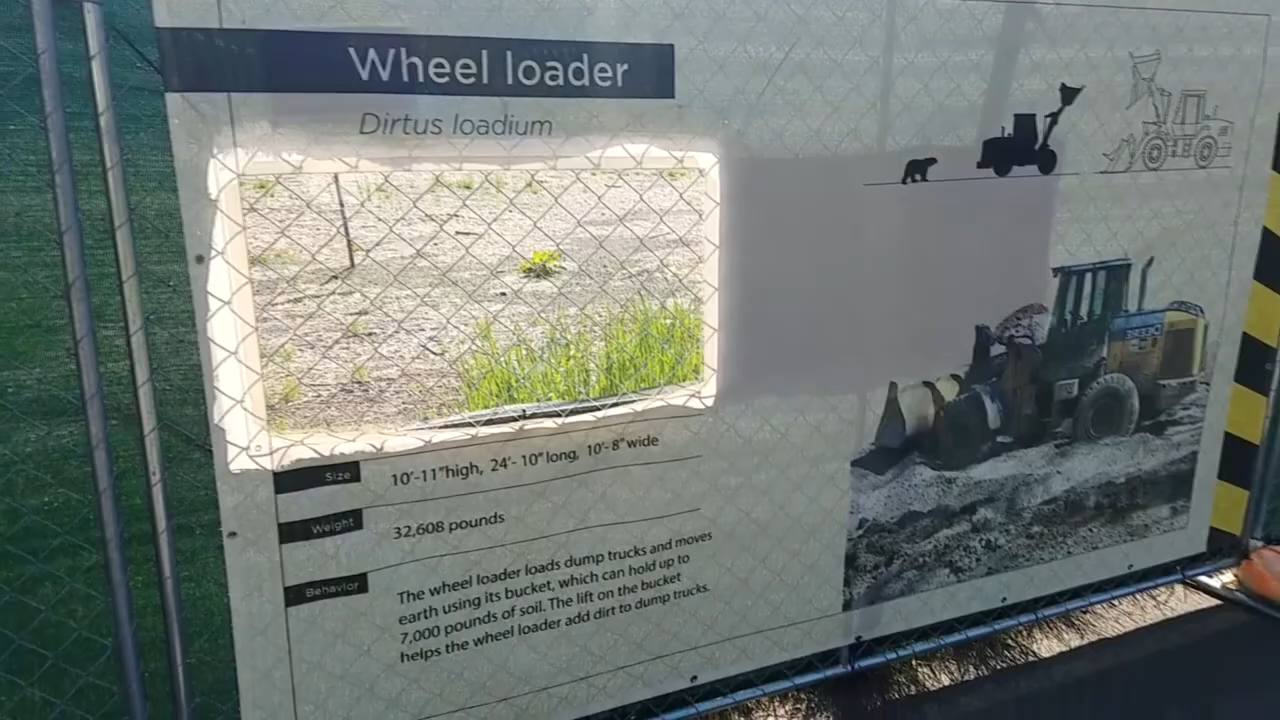 Wheel loader
Dirtus loadium
Size
10'-11" high, 24'- 10" long, 10'- 8" wide
Weight
32,608 pounds
Behavior
The wheel loader loads dump trucks and moves
earth using its bucket, which can hold up to
7,000 pounds of soil. The lift on the bucket
helps the wheel loader add dirt to dump trucks.